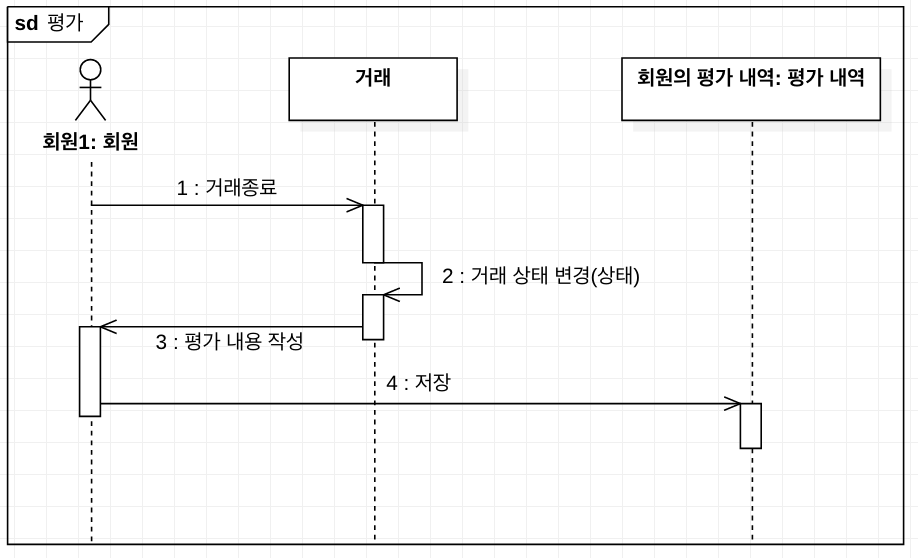 sd 평가
거래
회원의 평가 내역: 평가 내역
회원1: 회원
1 : 거래종료
2 : 거래 상태 변경(상태)
3 : 평가 내용 작성
4 : 저장